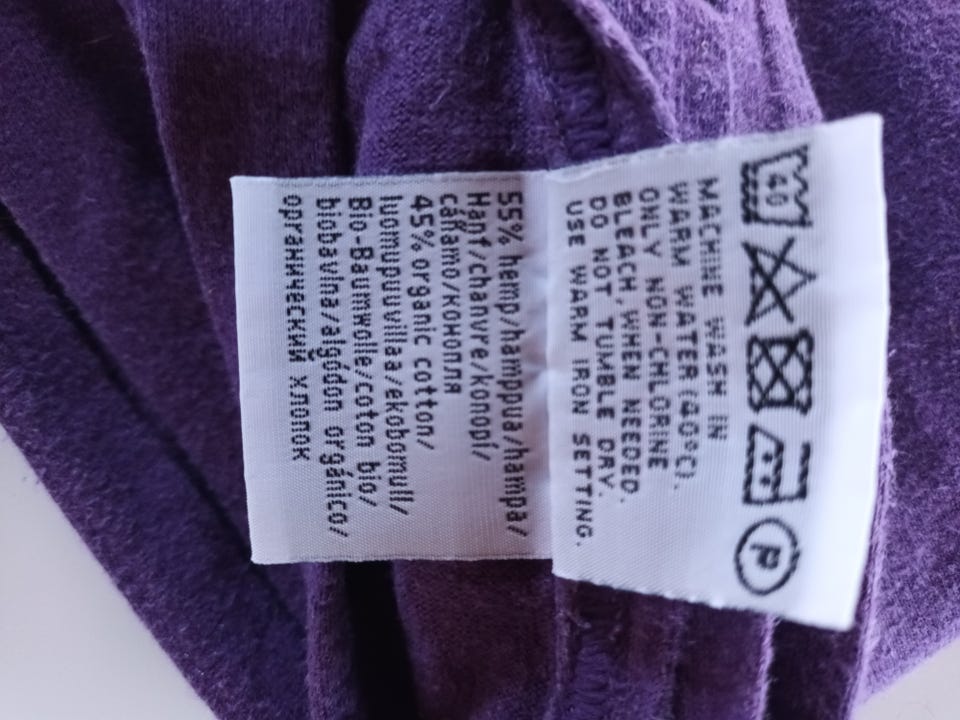 40
P
MACHINE WASH IN
WARM WATER(40°C).
ONLY NON-CHLORINE
BLEACH, WHEN NEEDED.
DO NOT TUMBLE DRY.
USE WARM IRON SETTING.
55% hemp/hamppua/hampa/
Hanf/chanvre/konopí/
cáñamo/конопля
45% organic cotton/
luomupuuvillaa/ekobomull/
Bio-Baumwolle/coton bio/
biobavlna/algódon orgánico/
органический хлопок